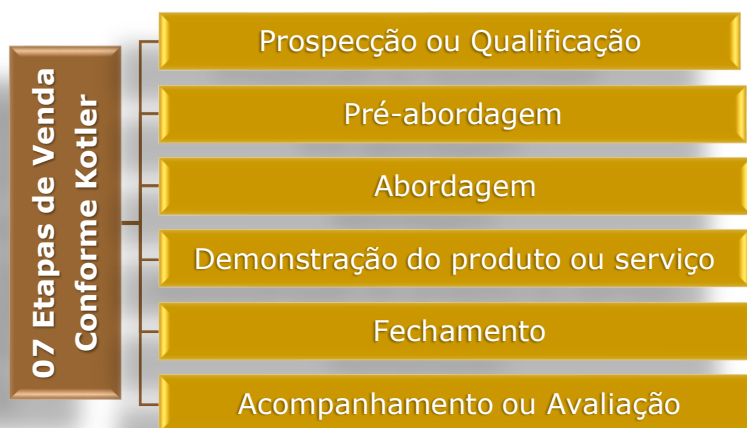 07 Etapas de Venda
Conforme Kotler
Prospecção ou Qualificação
Pré-abordagem
Abordagem
Demonstração do produto ou serviço
Fechamento
Acompanhamento ou Avaliação